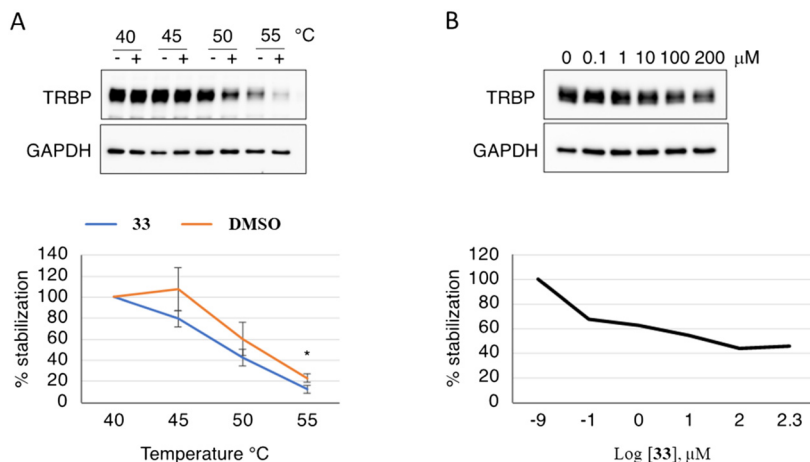 A
40 45 50 55 °C
- + - + - + - +
TRBP
GAPDH
33 DMSO
% stabilization
140
120
100
80
60
40
20
0
40 45 50 55
*
Temperature °C
B
0 0.1 1 10 100 200 μM
TRBP
GAPDH
% stabilization
120
100
80
60
40
20
0
-9 -1 0 1 2 2.3
Log [33], μM